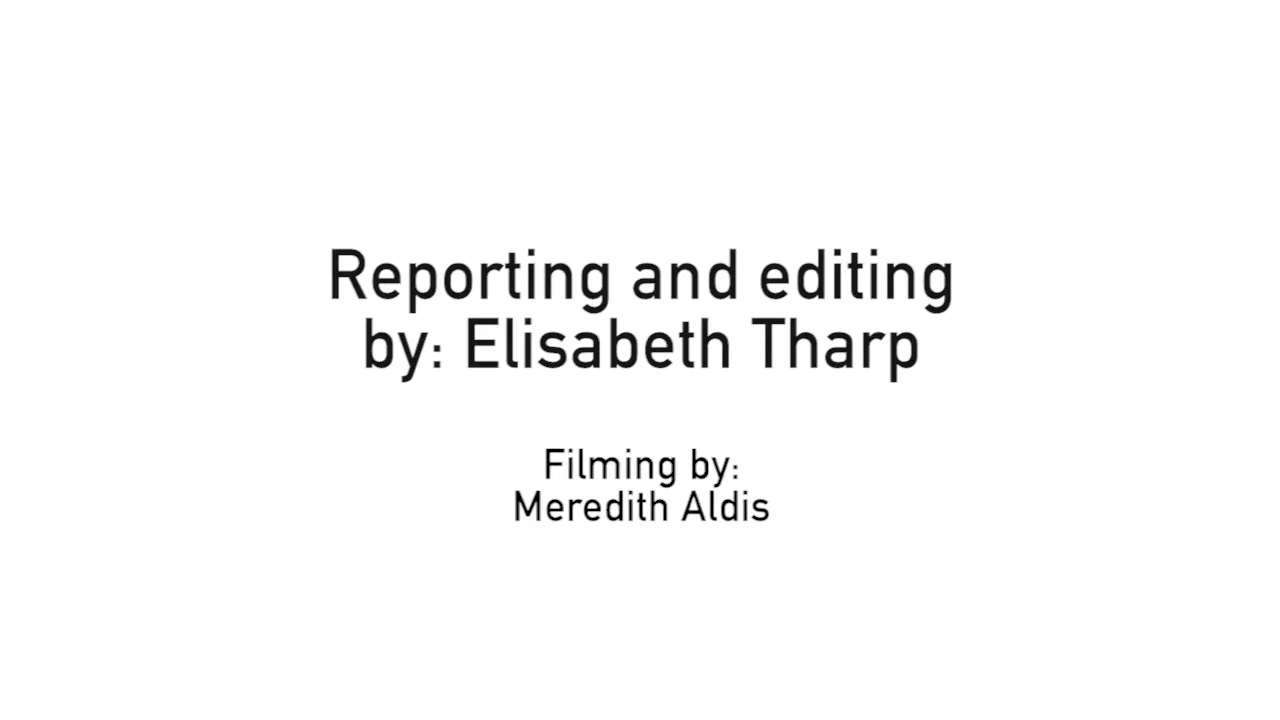 Reporting and editing
by: Elisabeth Tharp
Filming by:
Meredith Aldis